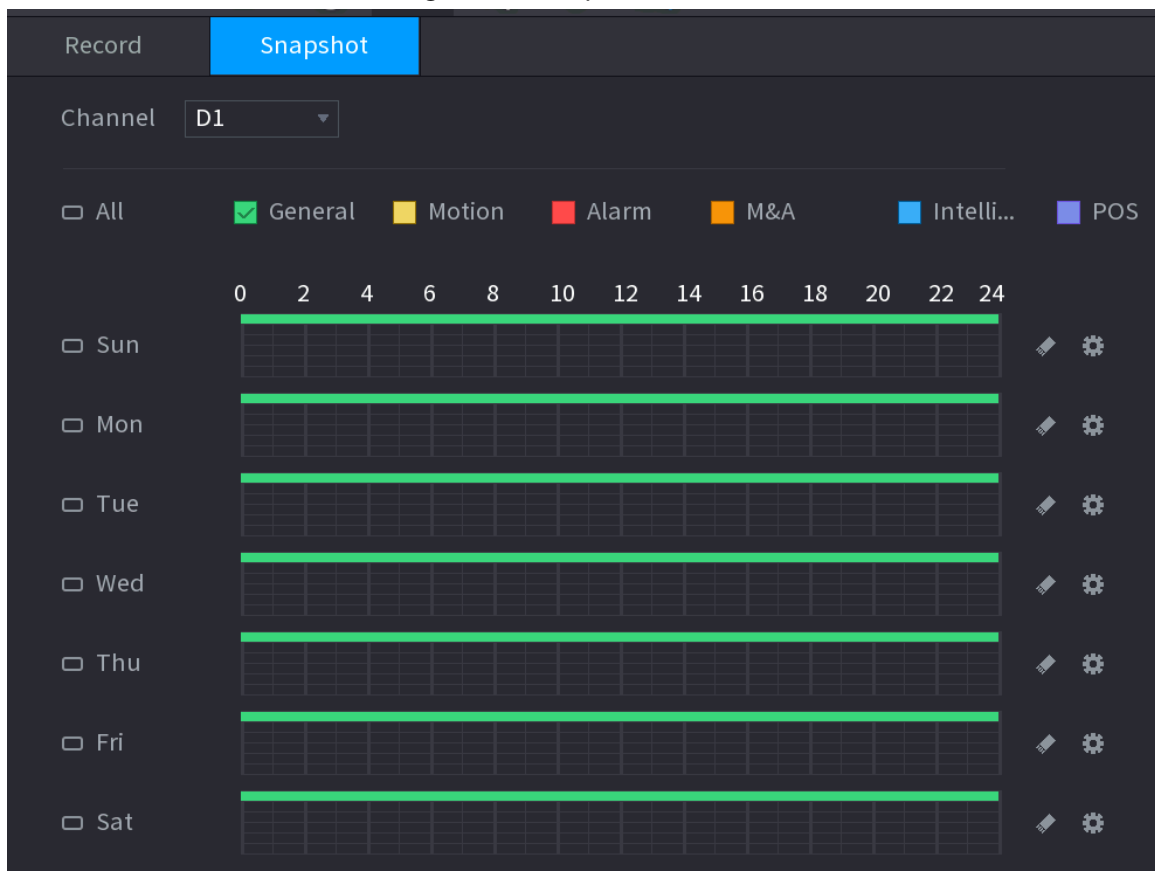 Record Snapshot
Channel D1
All General Motion Alarm M&A Intelli... POS
0 2 4 6 8 10 12 14 16 18 20 22 24
Sun
Mon
Tue
Wed
Thu
Fri
Sat